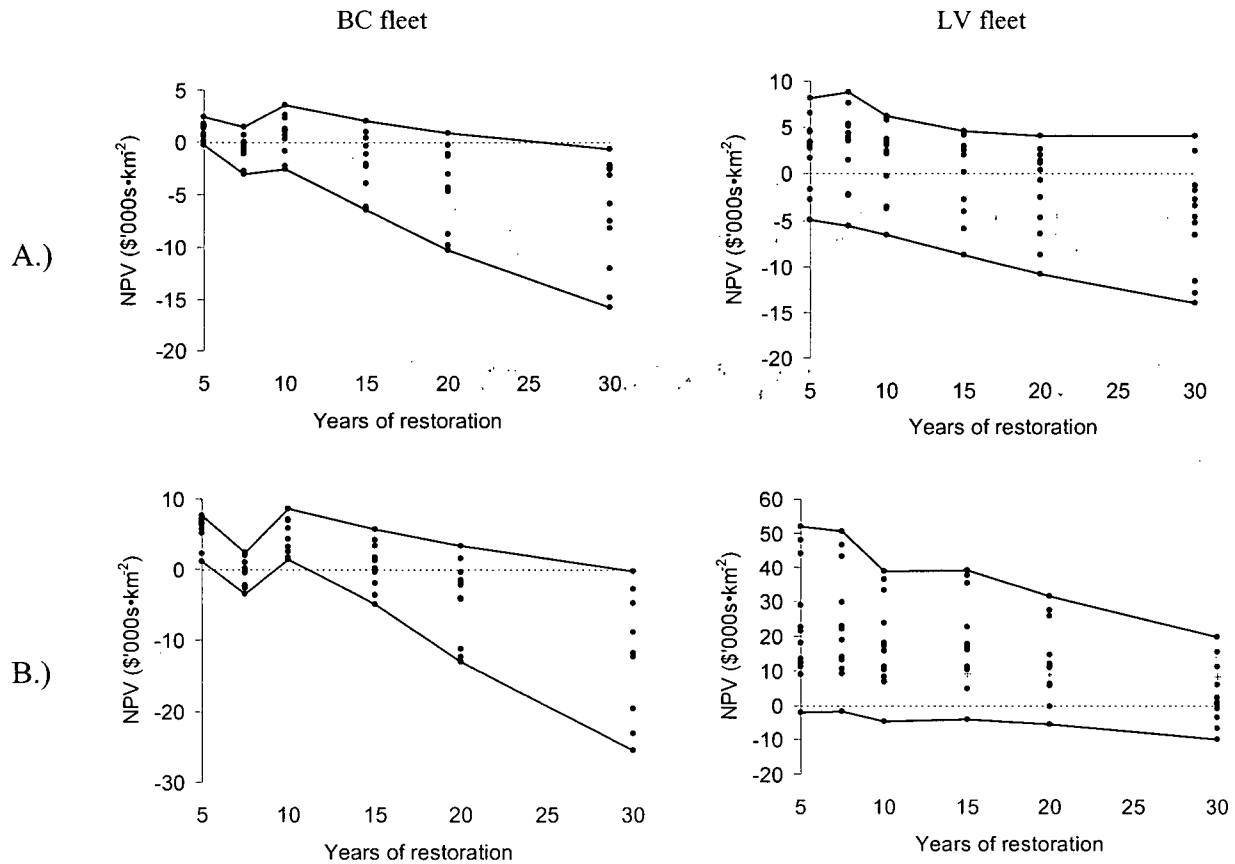 BC fleet
LV fleet
A.)
NPV ($'000s•km-2)
5
0
-5
-10
-15
-20
5 10 15 20 25 30
Years of restoration
NPV ($'000s•km-2)
10
5
0
-5
-10
-15
-20
5 10 15 20 25 30
Years of restoration
B.)
NPV ($'000s•km-2)
10
0
-10
-20
-30
5 10 15 20 25 30
Years of restoration
NPV ($'000s•km-2)
60
50
40
30
20
10
0
-10
-20
5 10 15 20 25 30
Years of restoration